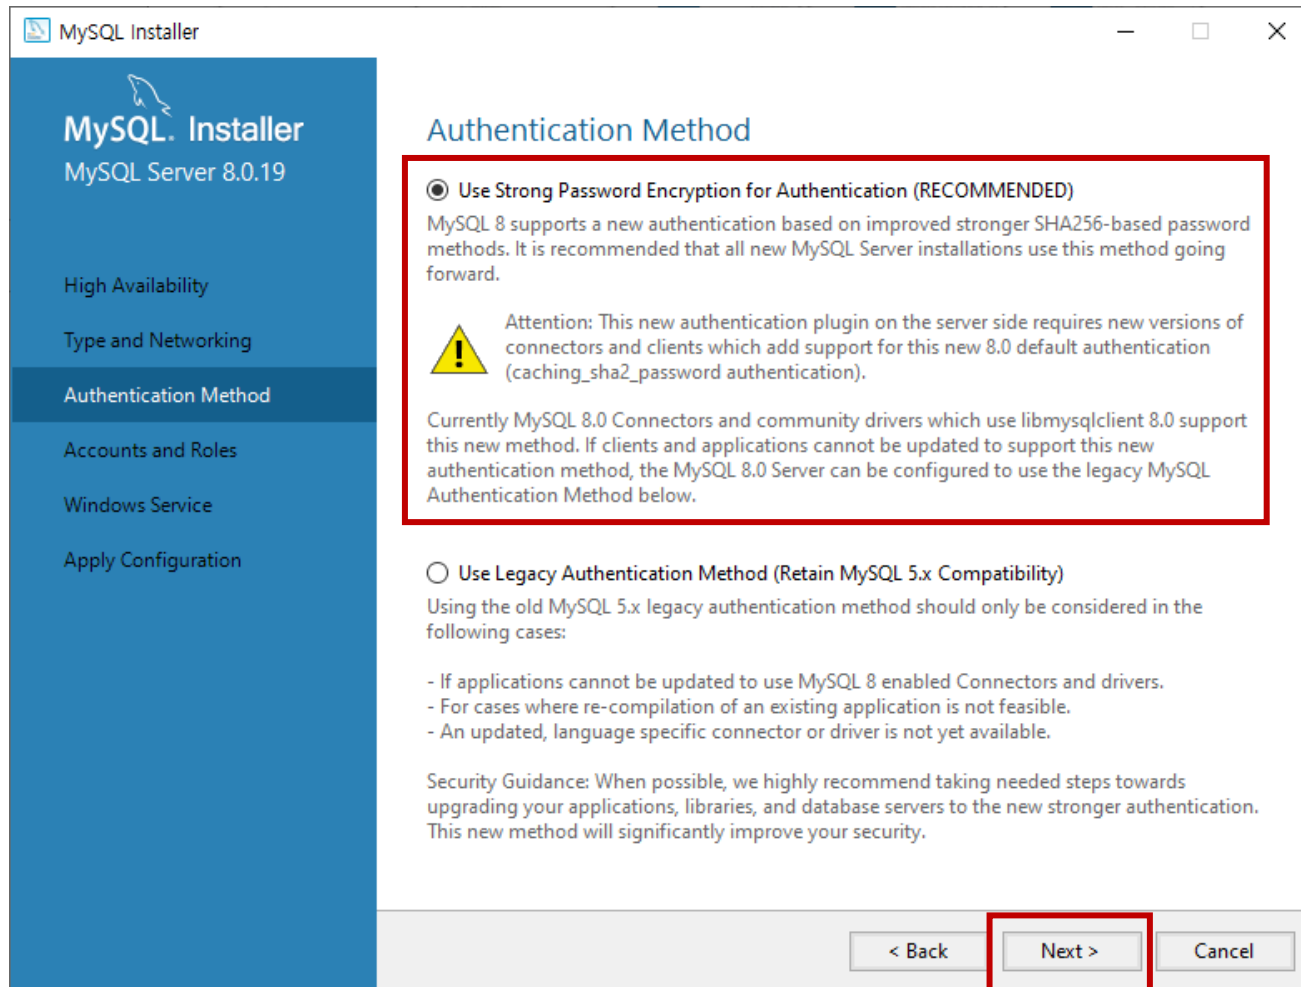 MySQL Installer
MySQL. Installer
MySQL Server 8.0.19
High Availability
Type and Networking
Authentication Method
Accounts and Roles
Windows Service
Apply Configuration
Authentication Method
Use Strong Password Encryption for Authentication (RECOMMENDED)
MySQL 8 supports a new authentication based on improved stronger SHA256-based password
methods. It is recommended that all new MySQL Server installations use this method going
forward.
Attention: This new authentication plugin on the server side requires new versions of
connectors and clients which add support for this new 8.0 default authentication
(caching_sha2_password authentication).
Currently MySQL 8.0 Connectors and community drivers which use libmysqlclient 8.0 support
this new method. If clients and applications cannot be updated to support this new
authentication method, the MySQL 8.0 Server can be configured to use the legacy MySQL
Authentication Method below.
Use Legacy Authentication Method (Retain MySQL 5.x Compatibility)
Using the old MySQL 5.x legacy authentication method should only be considered in the
following cases:
- If applications cannot be updated to use MySQL 8 enabled Connectors and drivers.
- For cases where re-compilation of an existing application is not feasible.
- An updated, language specific connector or driver is not yet available.
Security Guidance: When possible, we highly recommend taking needed steps towards
upgrading your applications, libraries, and database servers to the new stronger authentication.
This new method will significantly improve your security.
< Back
Next >
Cancel